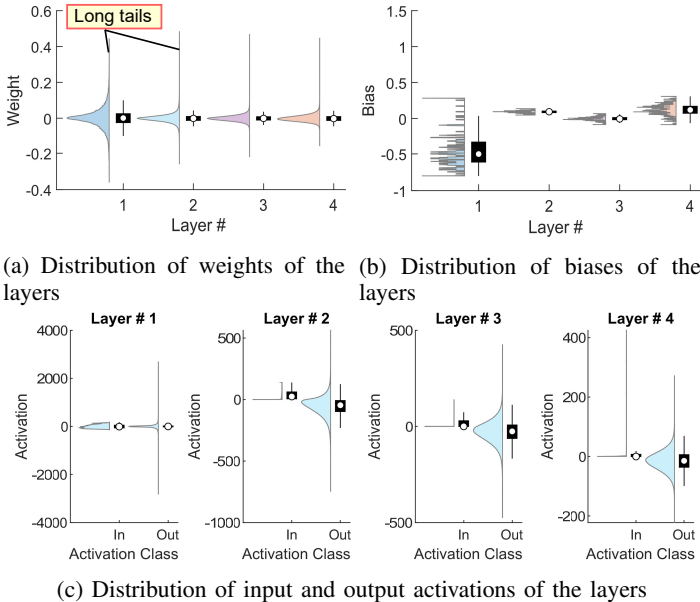 Long tails
0.6
0.4
0.2
0
-0.2
-0.4
Weight
1 2 3 4
Layer #
1.5
1
0.5
0
-0.5
-1
Bias
1 2 3 4
Layer #
(a) Distribution of weights of the
layers
(b) Distribution of biases of the
layers
Layer # 1
4000
2000
0
-2000
-4000
Activation
In Out
Activation Class
Layer # 2
500
0
-500
-1000
Activation
In Out
Activation Class
Layer # 3
500
0
-500
Activation
In Out
Activation Class
Layer # 4
400
200
0
-200
Activation
In Out
Activation Class
(c) Distribution of input and output activations of the layers